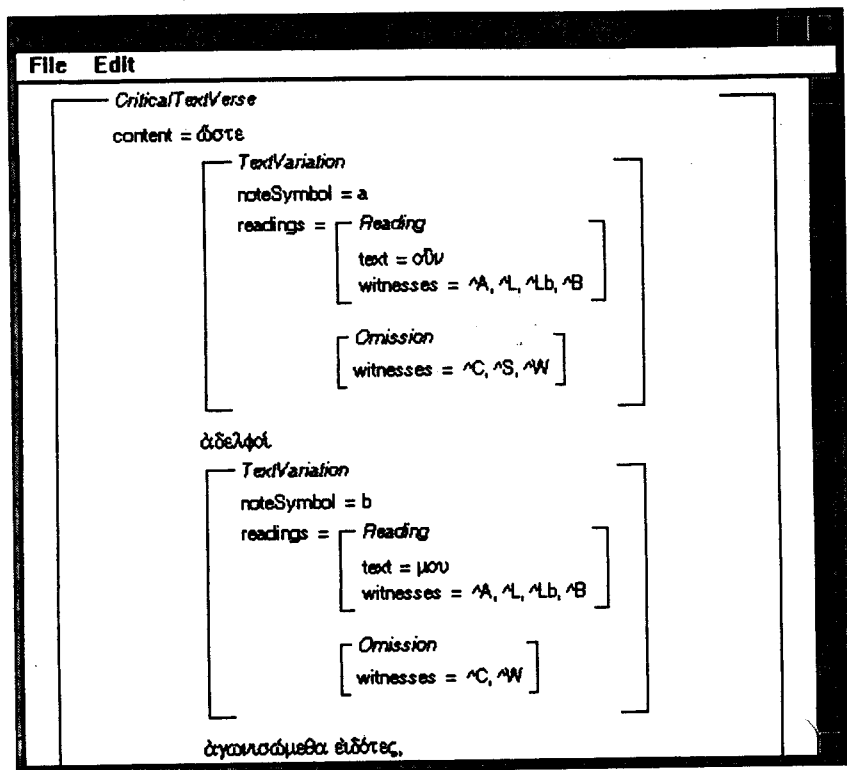 File Edit
CriticalTextVerse
content = ὥστε
TextVariation
noteSymbol = a
readings = Reading
text = οὖν
witnesses = ^A, ^L, ^Lb, ^B
Omission
witnesses = ^C, ^S, ^W
ἀδελφοί
TextVariation
noteSymbol = b
readings = Reading
text = μου
witnesses = ^A, ^L, ^Lb, ^B
Omission
witnesses = ^C, ^W
ἀγωνισώμεθα εἰδότες,